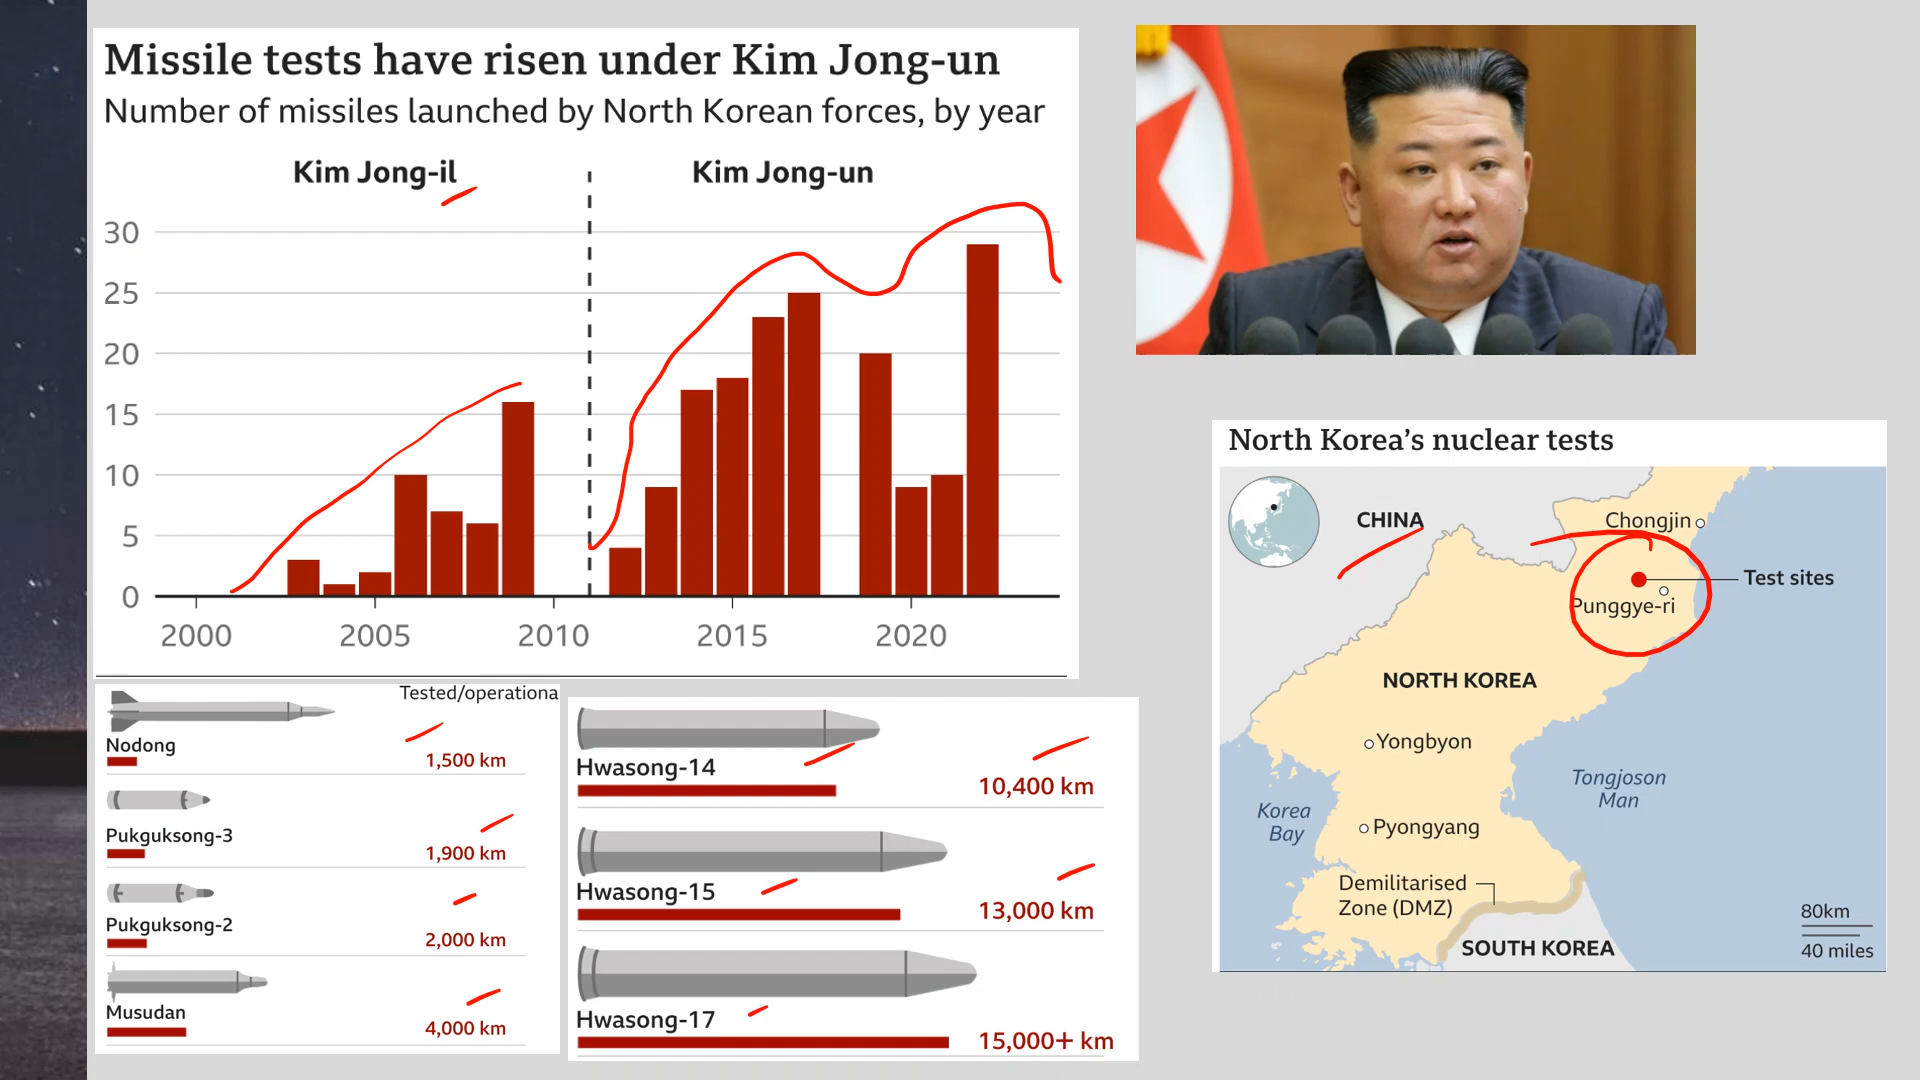 Missile tests have risen under Kim Jong-un
Number of missiles launched by North Korean forces, by year
Kim Jong-il
Kim Jong-un
30
25
20
15
10
5
0
2000 2005 2010 2015 2020
Tested/operationa
Nodong
1,500 km
Pukguksong-3
1,900 km
Pukguksong-2
2,000 km
Musudan
4,000 km
Hwasong-14
10,400 km
Hwasong-15
13,000 km
Hwasong-17
15,000+ km
North Korea's nuclear tests
CHINA
Chongjin
Test sites
Punggye-ri
NORTH KOREA
Yongbyon
Tongjoson
Man
Korea
Bay
Pyongyang
Demilitarised
Zone (DMZ)
SOUTH KOREA
80km
40 miles